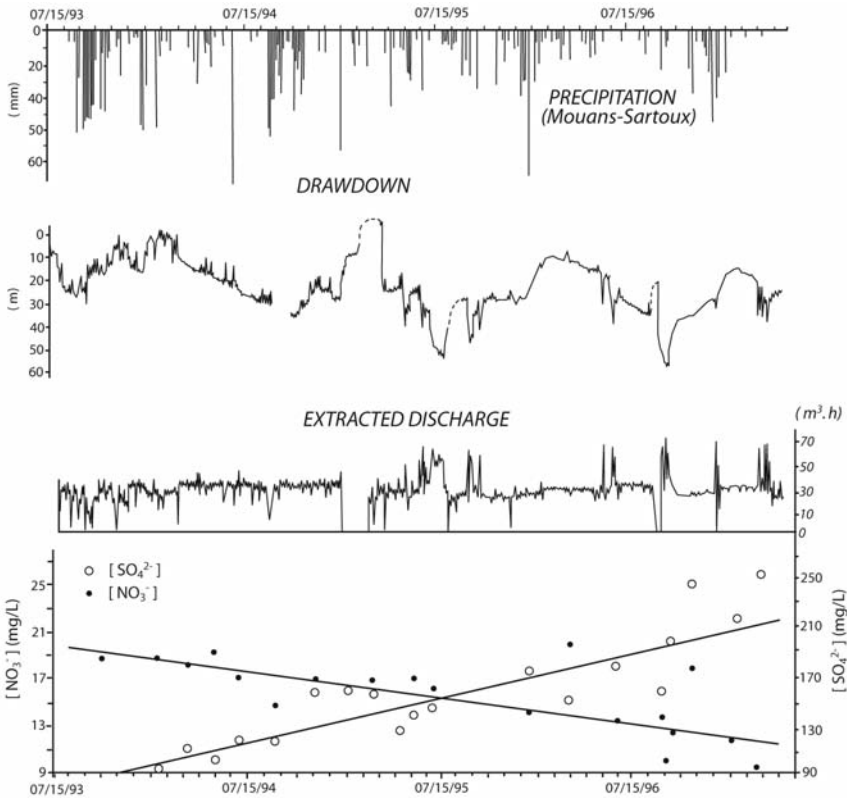 07/15/93 07/15/94 07/15/95 07/15/96
0
20
(mm)
40
60
PRECIPITATION
(Mouans-Sartoux)
DRAWDOWN
0
10
20
(m)
30
40
50
60
EXTRACTED DISCHARGE
(m³.h)
70
50
30
10
0
[SO₄²⁻]
[NO₃⁻]
25
21
17
13
9
[NO₃⁻] (mg/L)
250
210
170
130
90
[SO₄²⁻] (mg/L)
07/15/93 07/15/94 07/15/95 07/15/96